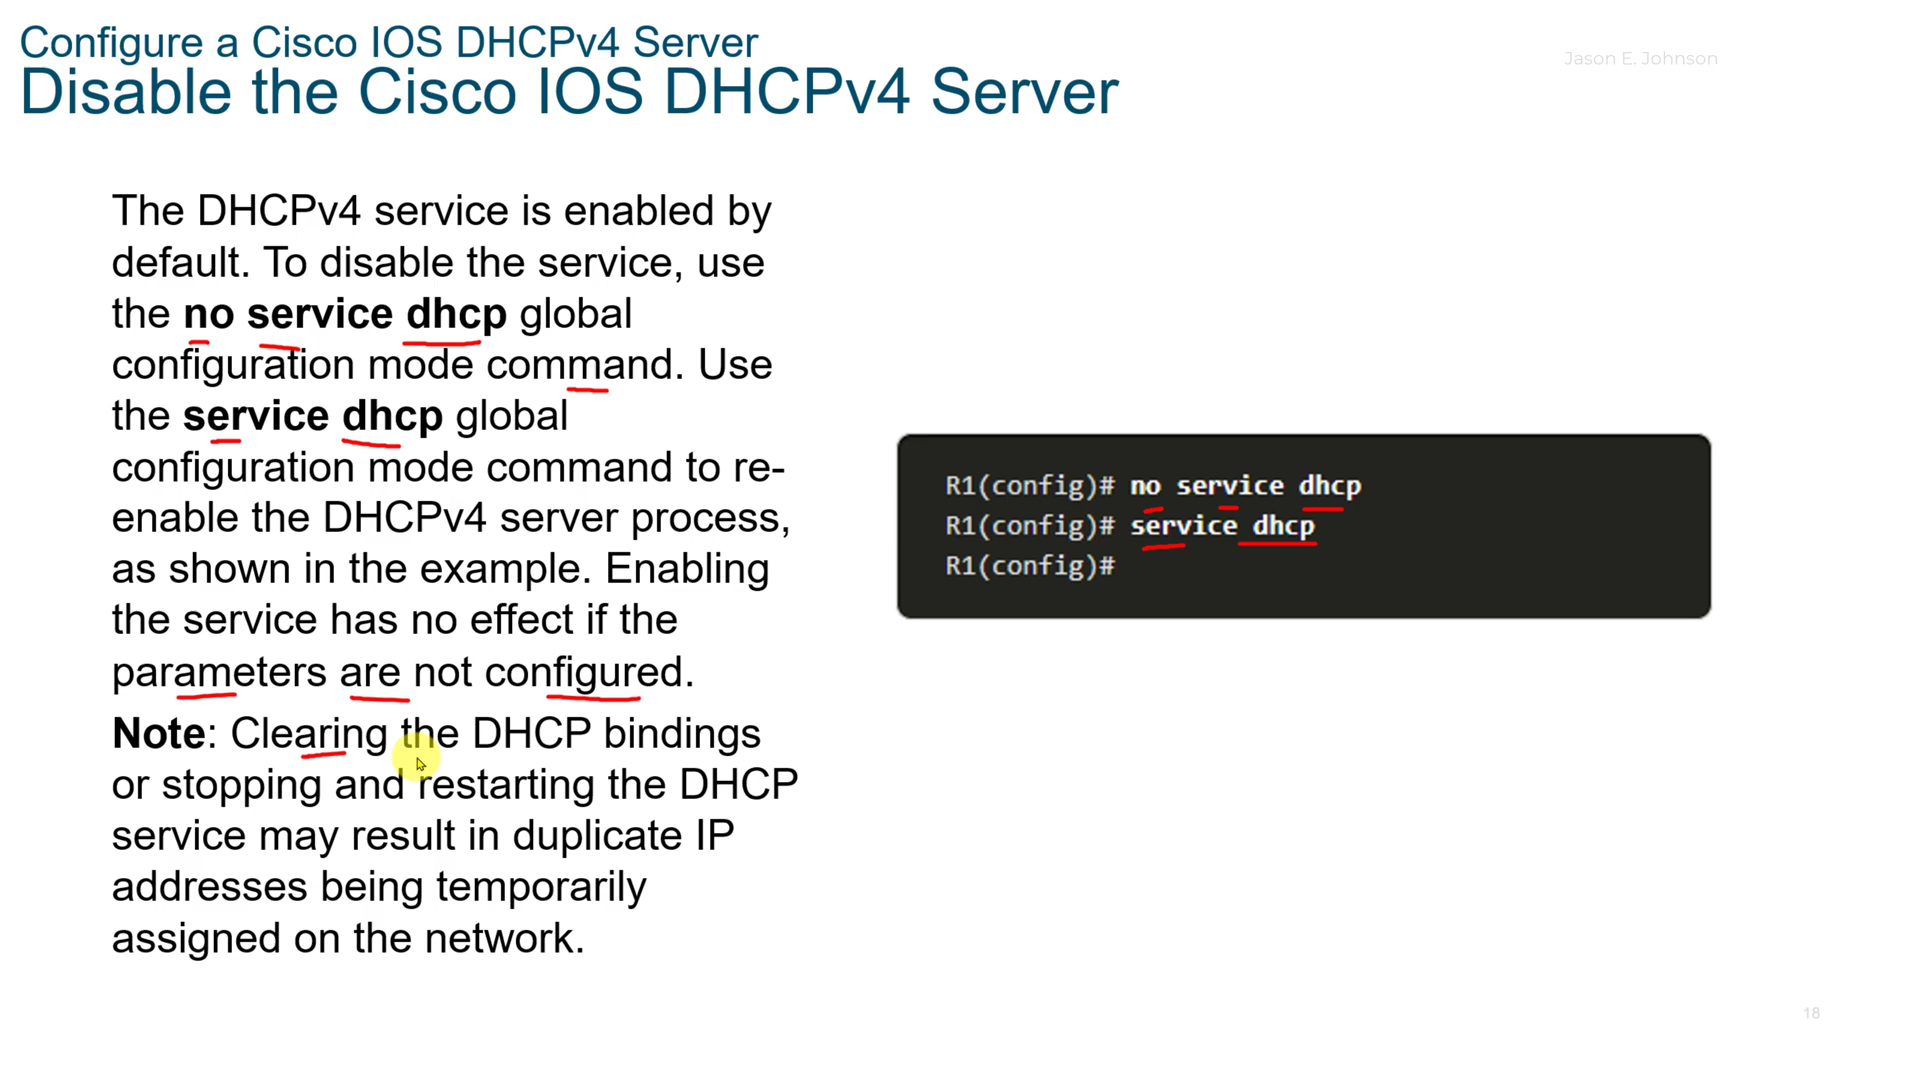 Configure a Cisco IOS DHCPv4 Server
Jason E. Johnson
Disable the Cisco IOS DHCPv4 Server
The DHCPv4 service is enabled by
default. To disable the service, use
the no service dhcp global
configuration mode command. Use
the service dhcp global
configuration mode command to re-
enable the DHCPv4 server process,
as shown in the example. Enabling
the service has no effect if the
parameters are not configured.
Note: Clearing the DHCP bindings
or stopping and restarting the DHCP
service may result in duplicate IP
addresses being temporarily
assigned on the network.
R1(config)# no service dhcp
R1(config)# service dhcp
R1(config)#
18